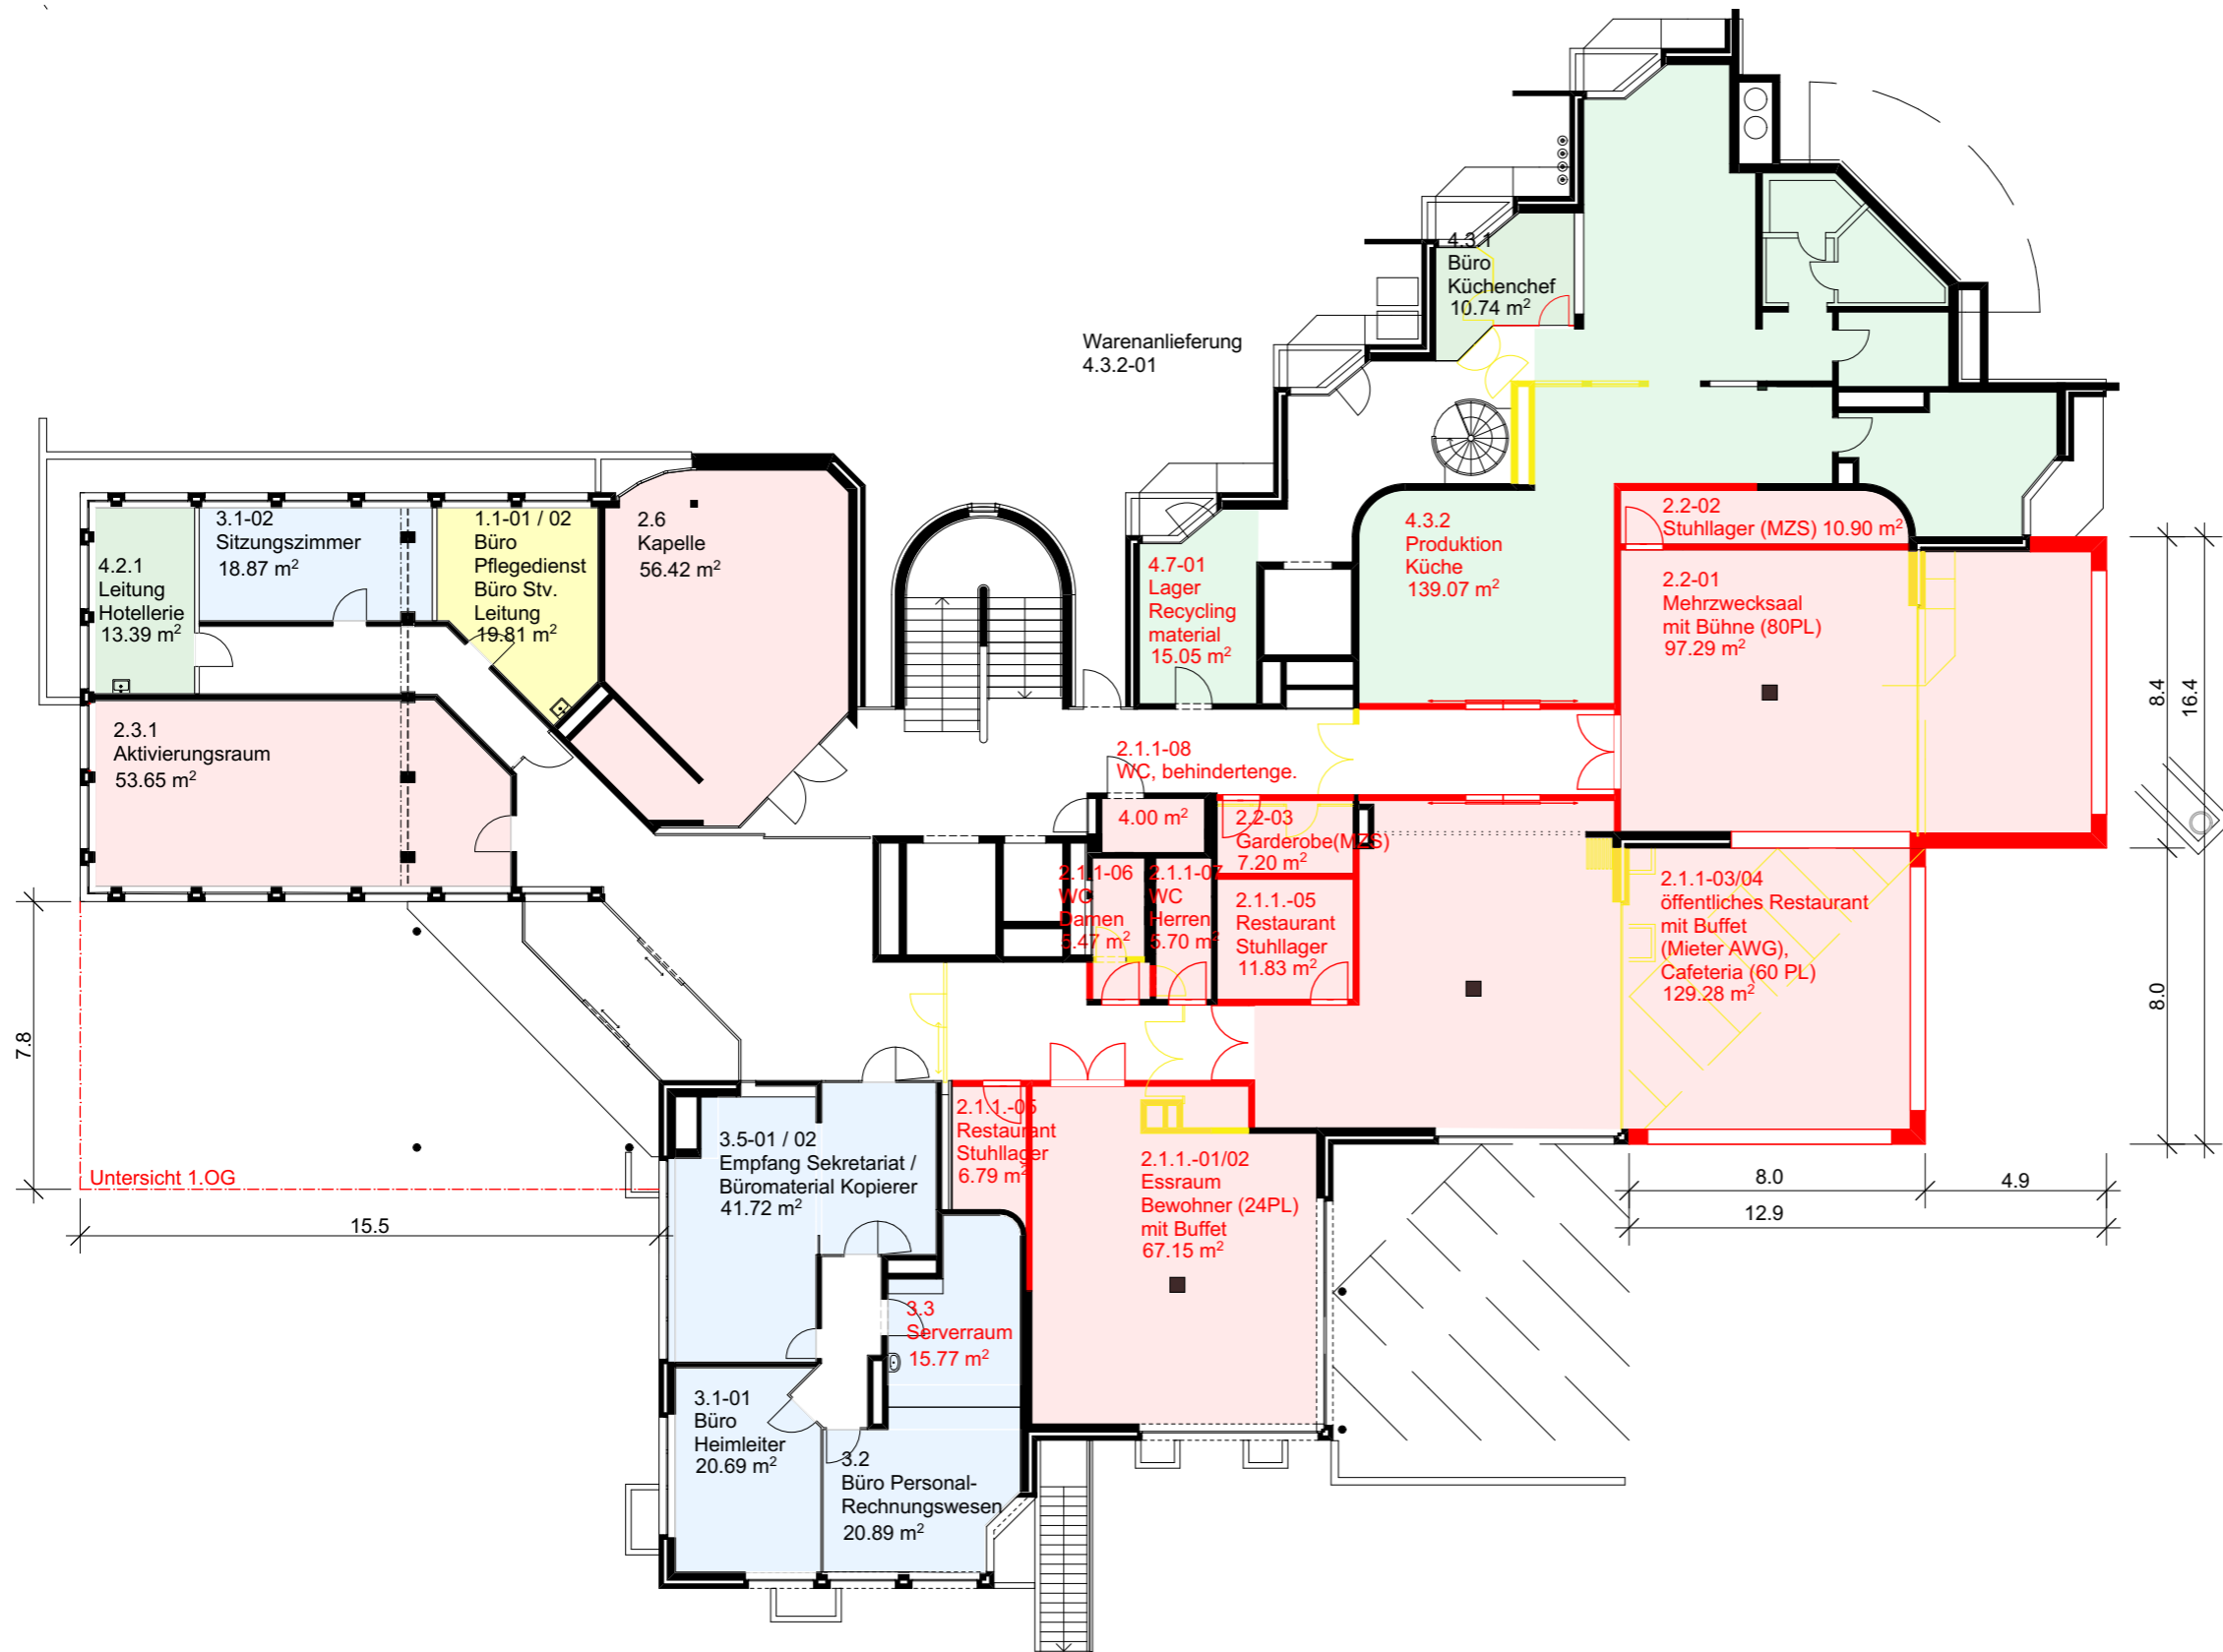 4.3.1
Büro
Küchenchef
10.74 m²
Warenanlieferung
4.3.2-01
4.2.1
Leitung
Hotellerie
13.39 m²
3.1-02
Sitzungszimmer
18.87 m²
1.1-01 / 02
Büro
Pflegedienst
Büro Stv.
Leitung
19.81 m²
2.6
Kapelle
56.42 m²
4.7-01
Lager
Recycling
material
15.05 m²
4.3.2
Produktion
Küche
139.07 m²
2.2-02
Stuhllager (MZS) 10.90 m²
2.2-01
Mehrzwecksaal
mit Bühne (80PL)
97.29 m²
8.4
16.4
8.0
2.3.1
Aktivierungsraum
53.65 m²
2.1.1-08
WC, behindertenge.
4.00 m²
2.2-03
Garderobe(MZS)
7.20 m²
2.1.1-06
WC
Damen
5.47 m²
2.1.1-07
WC
Herren
5.70 m²
2.1.1.-05
Restaurant
Stuhllager
11.83 m²
2.1.1-03/04
öffentliches Restaurant
mit Buffet
(Mieter AWG),
Cafeteria (60 PL)
129.28 m²
7.8
Untersicht 1.OG
15.5
3.5-01 / 02
Empfang Sekretariat /
Büromaterial Kopierer
41.72 m²
2.1.1.-05
Restaurant
Stuhllager
6.79 m²
2.1.1.-01/02
Essraum
Bewohner (24PL)
mit Buffet
67.15 m²
8.0
4.9
12.9
3.3
Serverraum
15.77 m²
3.1-01
Büro
Heimleiter
20.69 m²
3.2
Büro Personal-
Rechnungswesen
20.89 m²